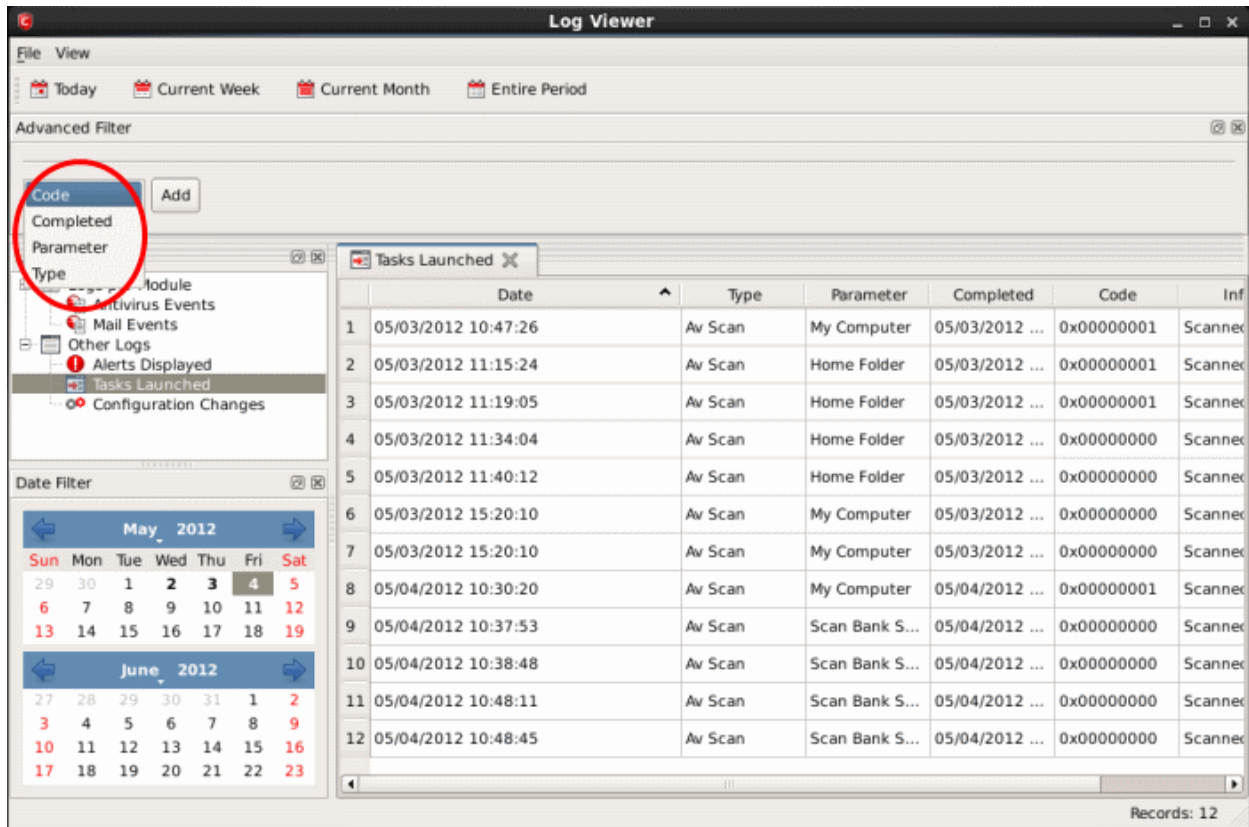 Log Viewer
File View
Today Current Week Current Month Entire Period
Advanced Filter
Code Add
Completed
Parameter
Type
Module
Antivirus Events
Mail Events
Other Logs
Alerts Displayed
Tasks Launched
Configuration Changes
Date Filter
May 2012
Sun Mon Tue Wed Thu Fri Sat
29 30 1 2 3 4 5
6 7 8 9 10 11 12
13 14 15 16 17 18 19
June 2012
27 28 29 30 31 1 2
3 4 5 6 7 8 9
10 11 12 13 14 15 16
17 18 19 20 21 22 23
Tasks Launched
Date Type Parameter Completed Code Inf
1 05/03/2012 10:47:26 Av Scan My Computer 05/03/2012 ... 0x00000001 Scanned
2 05/03/2012 11:15:24 Av Scan Home Folder 05/03/2012 ... 0x00000001 Scanned
3 05/03/2012 11:19:05 Av Scan Home Folder 05/03/2012 ... 0x00000001 Scanned
4 05/03/2012 11:34:04 Av Scan Home Folder 05/03/2012 ... 0x00000000 Scanned
5 05/03/2012 11:40:12 Av Scan Home Folder 05/03/2012 ... 0x00000000 Scanned
6 05/03/2012 15:20:10 Av Scan My Computer 05/03/2012 ... 0x00000000 Scanned
7 05/03/2012 15:20:10 Av Scan My Computer 05/03/2012 ... 0x00000000 Scanned
8 05/04/2012 10:30:20 Av Scan My Computer 05/04/2012 ... 0x00000001 Scanned
9 05/04/2012 10:37:53 Av Scan Scan Bank S... 05/04/2012 ... 0x00000000 Scanned
10 05/04/2012 10:38:48 Av Scan Scan Bank S... 05/04/2012 ... 0x00000000 Scanned
11 05/04/2012 10:48:11 Av Scan Scan Bank S... 05/04/2012 ... 0x00000000 Scanned
12 05/04/2012 10:48:45 Av Scan Scan Bank S... 05/04/2012 ... 0x00000000 Scanned
Records: 12